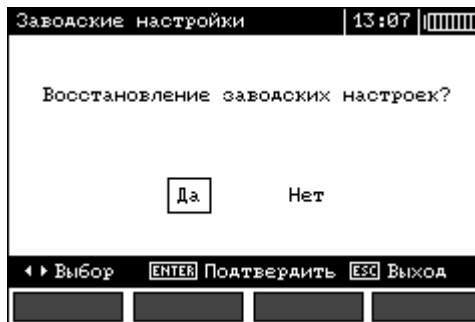 Заводские настройки 13:07
Восстановление заводских настроек?
Да Нет
Выбор ENTER Подтвердить ESC Выход